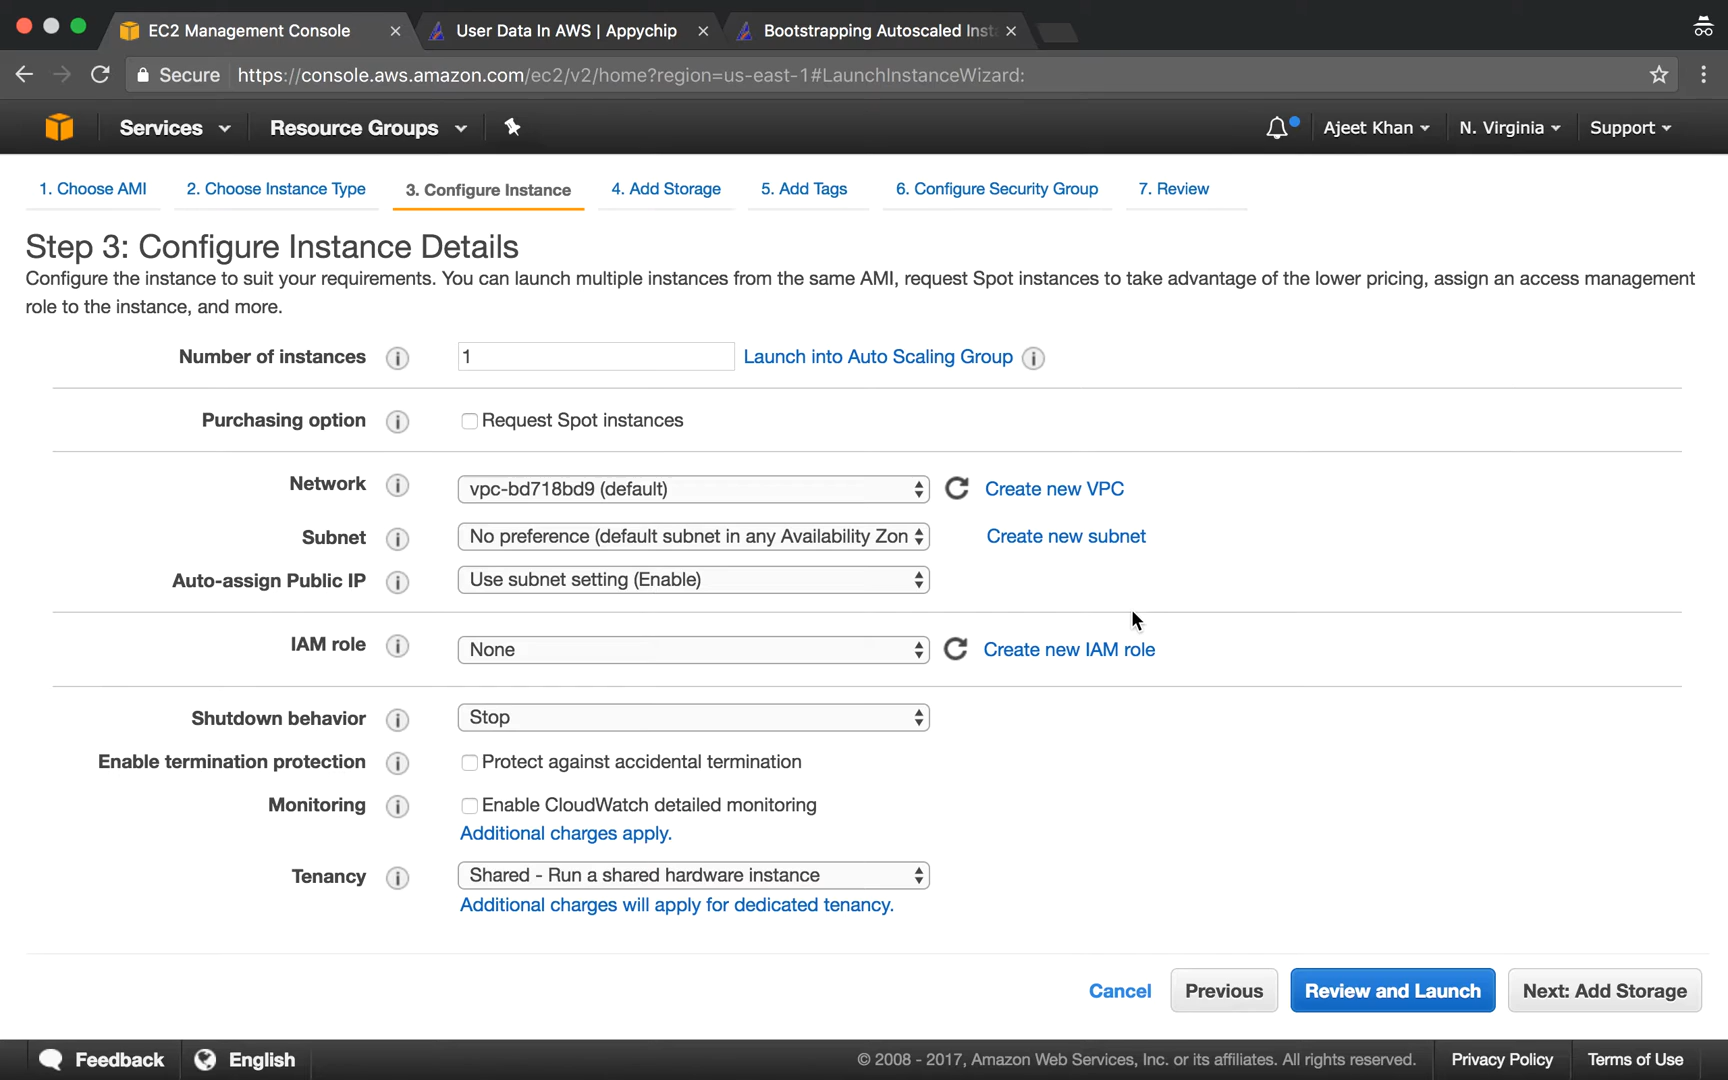 EC2 Management Console
User Data In AWS | Appychip
Bootstrapping Autoscaled Inst
Secure https://console.aws.amazon.com/ec2/v2/home?region=us-east-1#LaunchInstanceWizard:
Services Resource Groups Ajeet Khan N. Virginia Support
1. Choose AMI 2. Choose Instance Type 3. Configure Instance 4. Add Storage 5. Add Tags 6. Configure Security Group 7. Review
Step 3: Configure Instance Details
Configure the instance to suit your requirements. You can launch multiple instances from the same AMI, request Spot instances to take advantage of the lower pricing, assign an access management
role to the instance, and more.
Number of instances i 1 Launch into Auto Scaling Group i
Purchasing option i Request Spot instances
Network i vpc-bd718bd9 (default) Create new VPC
Subnet i No preference (default subnet in any Availability Zon Create new subnet
Auto-assign Public IP i Use subnet setting (Enable)
IAM role i None Create new IAM role
Shutdown behavior i Stop
Enable termination protection i Protect against accidental termination
Monitoring i Enable CloudWatch detailed monitoring
Additional charges apply.
Tenancy i Shared - Run a shared hardware instance
Additional charges will apply for dedicated tenancy.
Cancel Previous Review and Launch Next: Add Storage
Feedback English © 2008 - 2017, Amazon Web Services, Inc. or its affiliates. All rights reserved. Privacy Policy Terms of Use